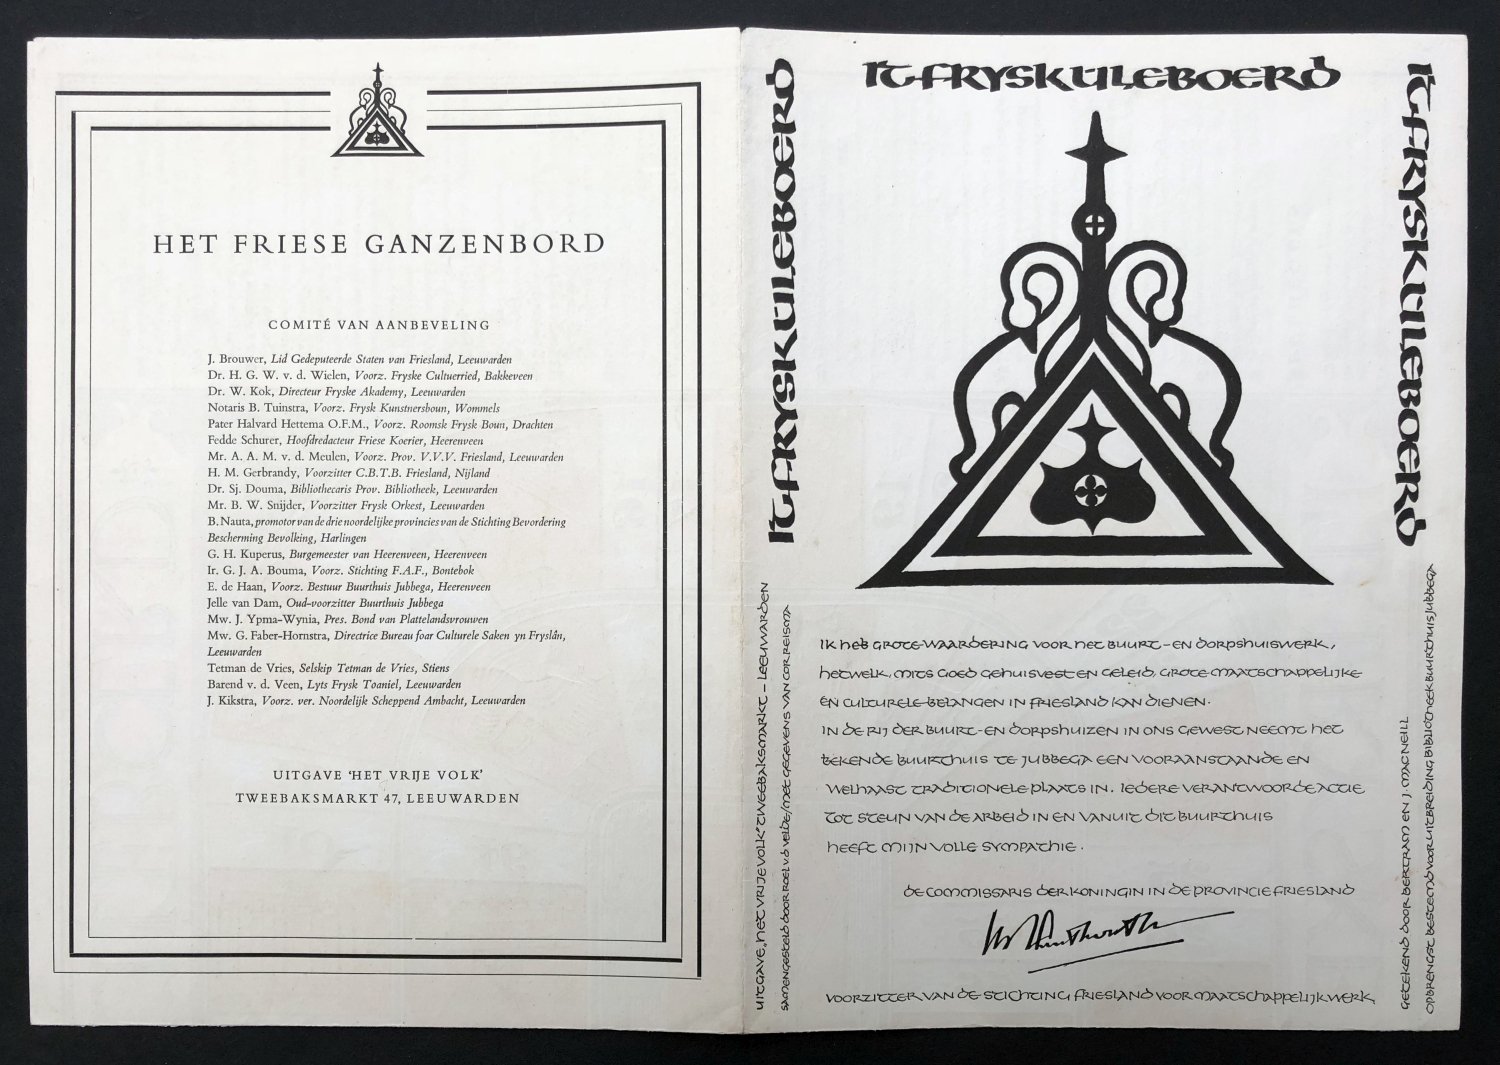 HET FRIESE GANZENBORD
COMITÉ VAN AANBEVELING
J. Brouwer, Lid Gedeputeerde Staten van Friesland, Leeuwarden
Dr. H. G. W. v. d. Wielen, Voorz. Fryske Cultuerried, Bakkeveen
Dr. W. Kok, Directeur Fryske Akademy, Leeuwarden
Notaris B. Tuinstra, Voorz. Frysk Kunstnersboun, Wommels
Pater Halvard Hettema O.F.M., Voorz. Roomsk Frysk Boun, Drachten
Fedde Schurer, Hoofdredacteur Friese Koerier, Heerenveen
Mr. A. A. M. v. d. Meulen, Voorz. Prov. V.V.V. Friesland, Leeuwarden
H. M. Gerbrandy, Voorzitter C.B.T.B. Friesland, Nijland
Dr. Sj. Douma, Bibliothecaris Prov. Bibliotheek, Leeuwarden
Mr. B. W. Snijder, Voorzitter Frysk Orkest, Leeuwarden
B. Nauta, promotor van de drie noordelijke provincies van de Stichting Bevordering
Bescherming Bevolking, Harlingen
G. H. Kuperus, Burgemeester van Heerenveen, Heerenveen
Ir. G. J. A. Bouma, Voorz. Stichting F.A.F., Bontebok
E. de Haan, Voorz. Bestuur Buurthuis Jubbega, Heerenveen
Jelle van Dam, Oud-voorzitter Buurthuis Jubbega
Mw. J. Ypma-Wynia, Pres. Bond van Plattelandsvrouwen
Mw. G. Faber-Hornstra, Directrice Bureau foar Culturele Saken yn Fryslân,
Leeuwarden
Tetman de Vries, Selskip Tetman de Vries, Stiens
Barend v. d. Veen, Lyts Frysk Toaniel, Leeuwarden
J. Kikstra, Voorz. ver. Noordelijk Scheppend Ambacht, Leeuwarden
UITGAVE ‘HET VRIJE VOLK’
TWEEBAKSMARKT 47, LEEUWARDEN
IT FRYSK ULEBOERD
IT FRYSK ULEBOERD
IT FRYSK ULEBOERD
UITGAVE „HET VRIJE VOLK” TWEEBAKSMARKT – LEEUWARDEN
SAMENGESTELD DOOR ROEL V.D VELDE/MET GEGEVENS VAN COR REISMA
IK HEB GROTE WAARDERING VOOR HET BUURT-EN DORPSHUISWERK,
HETWELK, MITS GOED GEHUISVEST EN GELEID, GROTE MAATSCHAPPELIJKE
ÉN CULTURELE BELANGEN IN FRIESLAND KAN DIENEN.
IN DE RIJ DER BUURT-EN DORPSHUIZEN IN ONS GEWEST NEEMT HET
BEKENDE BUURTHUIS TE JUBBEGA EEN VOORAANSTAANDE EN
WELHAAST TRADITIONELE PLAATS IN. IEDERE VERANTWOORDE ACTIE
TOT STEUN VAN DE ARBEID IN EN VANUIT DIT BUURTHUIS
HEEFT MIJN VOLLE SYMPATHIE.
DE COMMISSARIS DER KONINGIN IN DE PROVINCIE FRIESLAND
VOORZITTER VAN DE STICHTING FRIESLAND VOOR MAATSCHAPPELIJK WERK
GETEKEND DOOR BERTRAM EN J. MACNEILL
OPBRENGST BESTEMD VOOR UITBREIDING BIBLIOTHEEK BUURTHUIS JUBBEGA